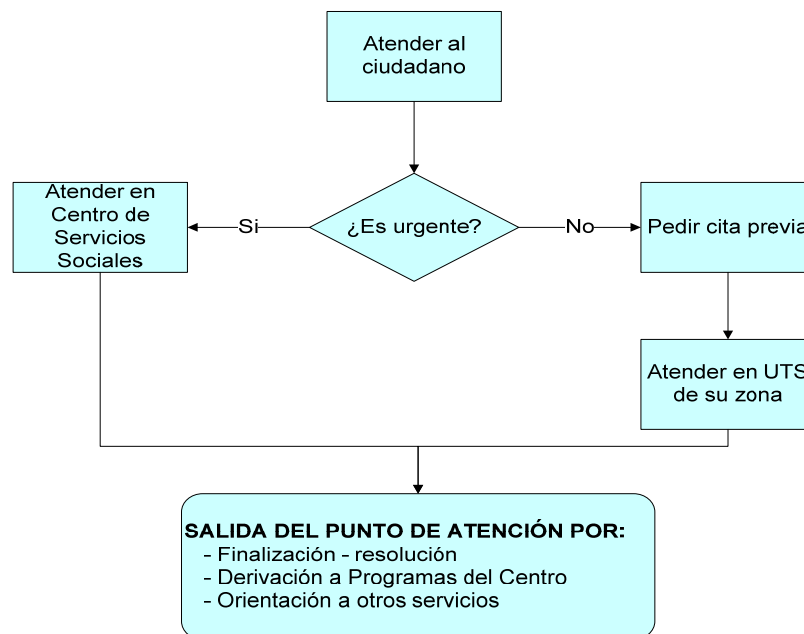 Atender al
ciudadano
Atender en
Centro de
Servicios
Sociales
Si
¿Es urgente?
No
Pedir cita previa
Atender en UTS
de su zona
SALIDA DEL PUNTO DE ATENCIÓN POR:
- Finalización - resolución
- Derivación a Programas del Centro
- Orientación a otros servicios